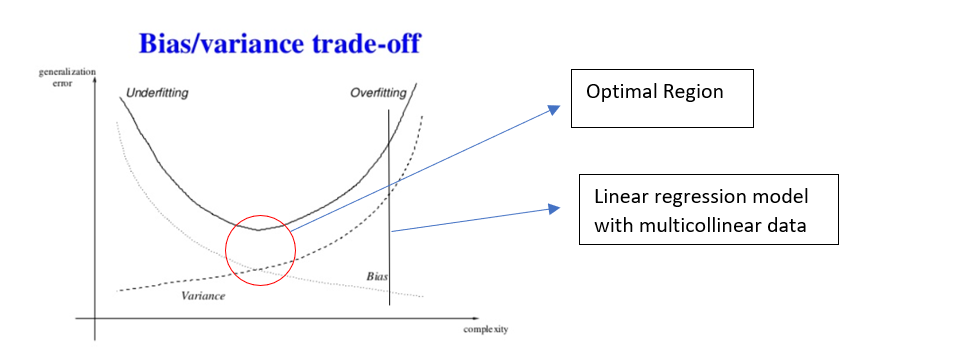 Bias/variance trade-off
generalization
error
Underfitting
Overfitting
Optimal Region
Linear regression model
with multicollinear data
Bias
Variance
complexity